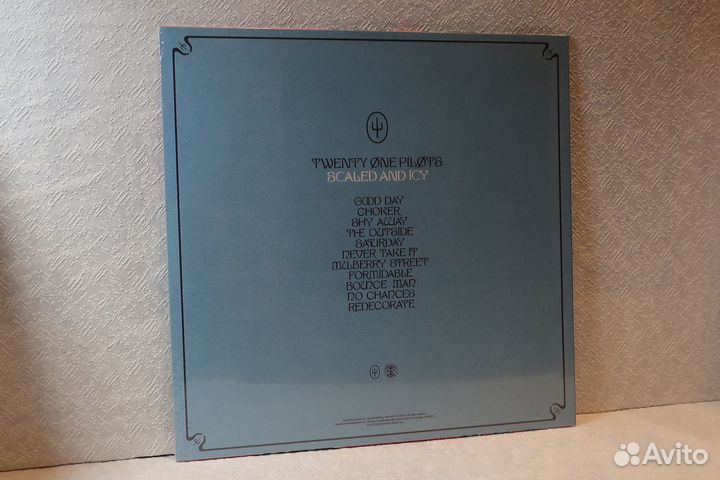 TWENTY ØNE PILØTS
SCALED AND ICY
GOOD DAY
CHOKER
SHY AWAY
THE OUTSIDE
SATURDAY
NEVER TAKE IT
MULBERRY STREET
FORMIDABLE
BOUNCE MAN
NO CHANCES
REDECORATE
Avito